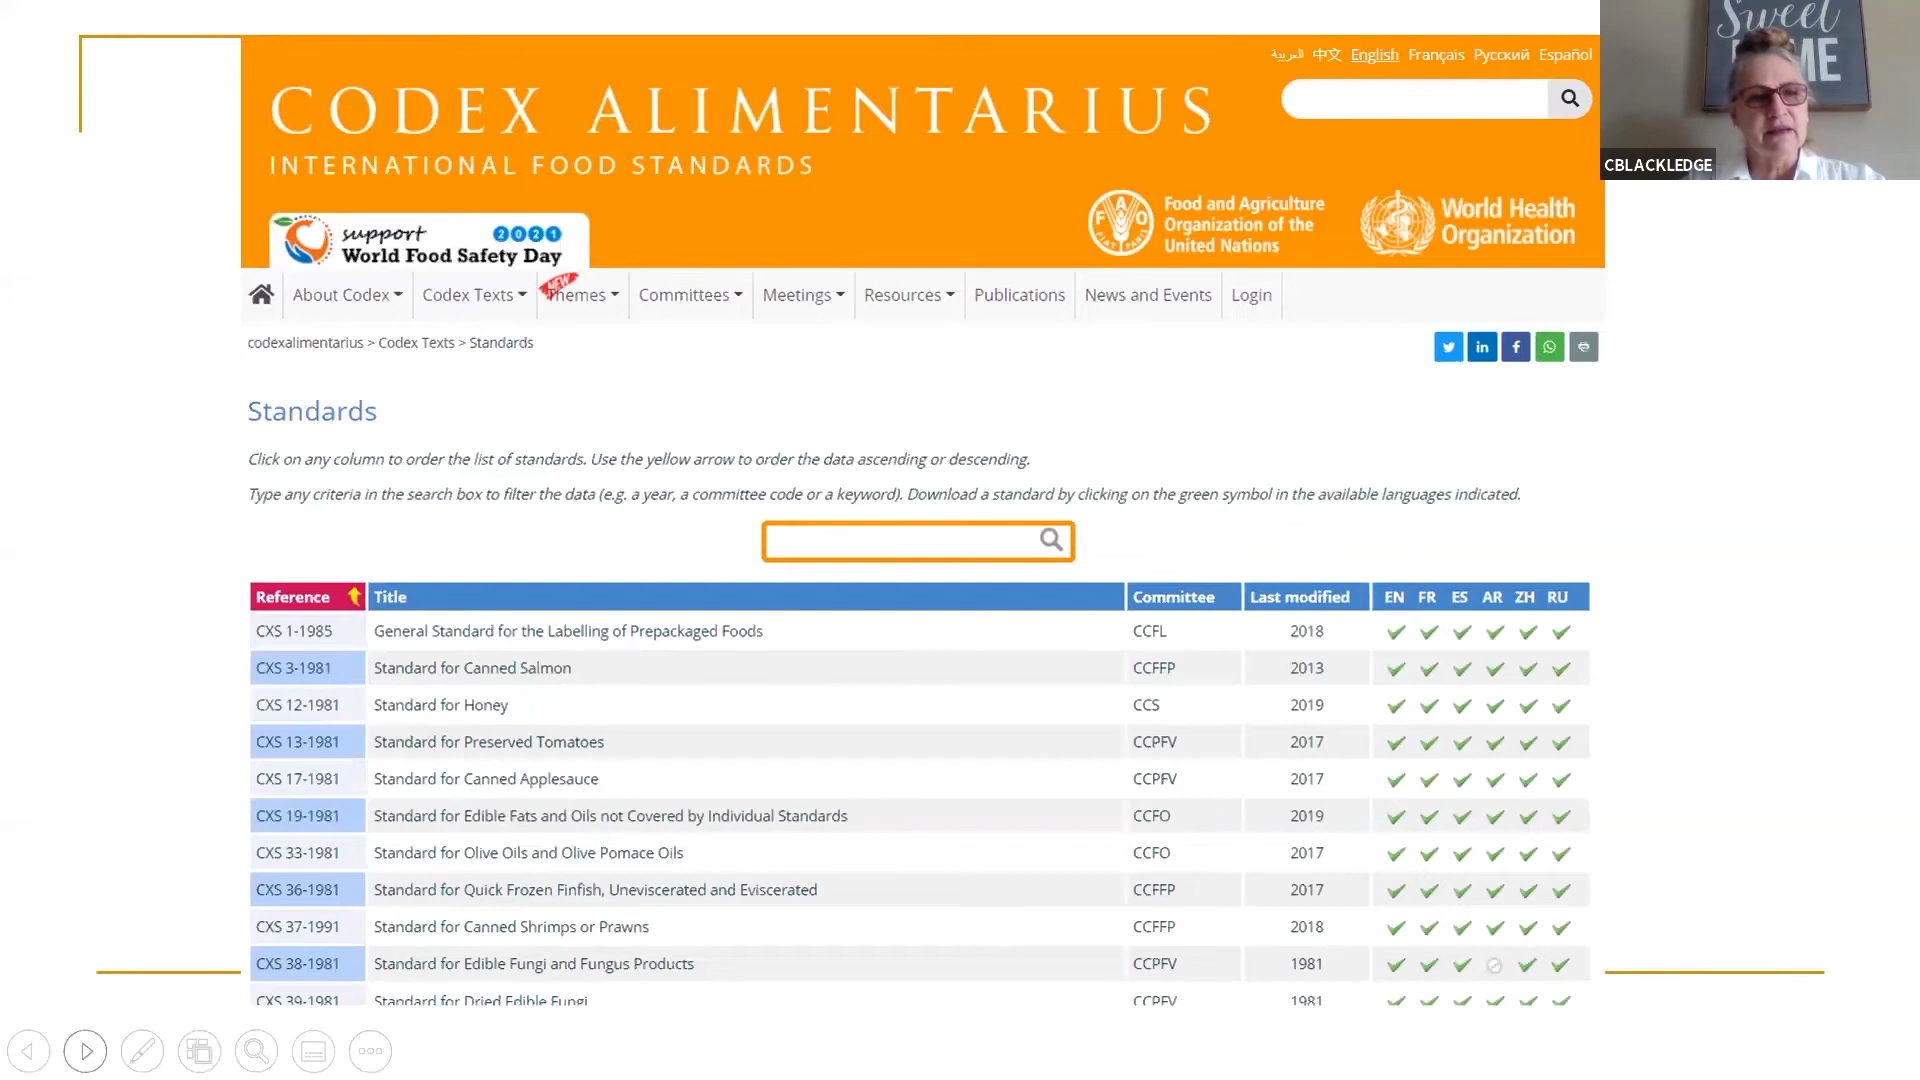 العربية 中文 English Français Русский Español
CODEX ALIMENTARIUS
INTERNATIONAL FOOD STANDARDS
Sweet
HOME
CBLACKLEDGE
support 2021
World Food Safety Day
FAO
FIAT PANIS
Food and Agriculture
Organization of the
United Nations
World Health
Organization
NEW
About Codex Codex Texts Themes Committees Meetings Resources Publications News and Events Login
codexalimentarius > Codex Texts > Standards
Standards
Click on any column to order the list of standards. Use the yellow arrow to order the data ascending or descending.
Type any criteria in the search box to filter the data (e.g. a year, a committee code or a keyword). Download a standard by clicking on the green symbol in the available languages indicated.
Reference Title Committee Last modified EN FR ES AR ZH RU
CXS 1-1985 General Standard for the Labelling of Prepackaged Foods CCFL 2018
CXS 3-1981 Standard for Canned Salmon CCFFP 2013
CXS 12-1981 Standard for Honey CCS 2019
CXS 13-1981 Standard for Preserved Tomatoes CCPFV 2017
CXS 17-1981 Standard for Canned Applesauce CCPFV 2017
CXS 19-1981 Standard for Edible Fats and Oils not Covered by Individual Standards CCFO 2019
CXS 33-1981 Standard for Olive Oils and Olive Pomace Oils CCFO 2017
CXS 36-1981 Standard for Quick Frozen Finfish, Uneviscerated and Eviscerated CCFFP 2017
CXS 37-1991 Standard for Canned Shrimps or Prawns CCFFP 2018
CXS 38-1981 Standard for Edible Fungi and Fungus Products CCPFV 1981
CXS 39-1981 Standard for Dried Edible Fungi CCPFV 1981